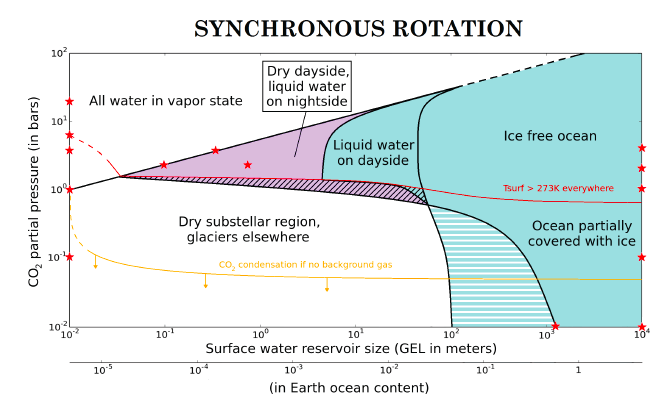 SYNCHRONOUS ROTATION
10²
Dry dayside,
liquid water
on nightside
All water in vapor state
10¹
Liquid water
on dayside
Ice free ocean
CO₂ partial pressure (in bars)
10⁰
Tsurf > 273K everywhere
Dry substellar region,
glaciers elsewhere
Ocean partially
covered with ice
10⁻¹
CO₂ condensation if no background gas
10⁻²
10⁻² 10⁻¹ 10⁰ 10¹ 10² 10³ 10⁴
Surface water reservoir size (GEL in meters)
10⁻⁵ 10⁻⁴ 10⁻³ 10⁻² 10⁻¹ 1
(in Earth ocean content)